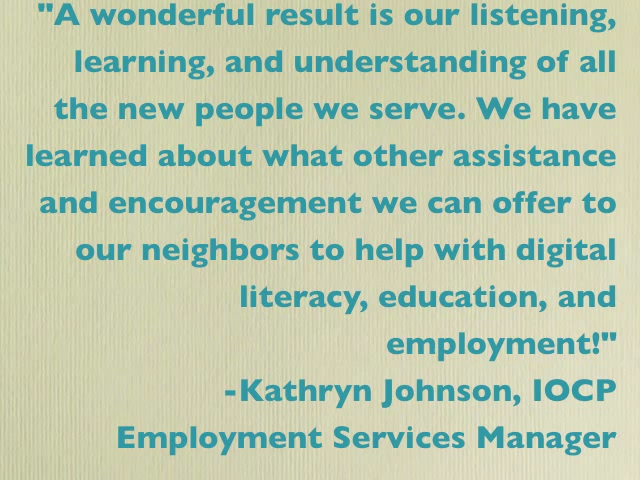 "A wonderful result is our listening,
learning, and understanding of all
the new people we serve. We have
learned about what other assistance
and encouragement we can offer to
our neighbors to help with digital
literacy, education, and
employment!"
-Kathryn Johnson, IOCP
Employment Services Manager